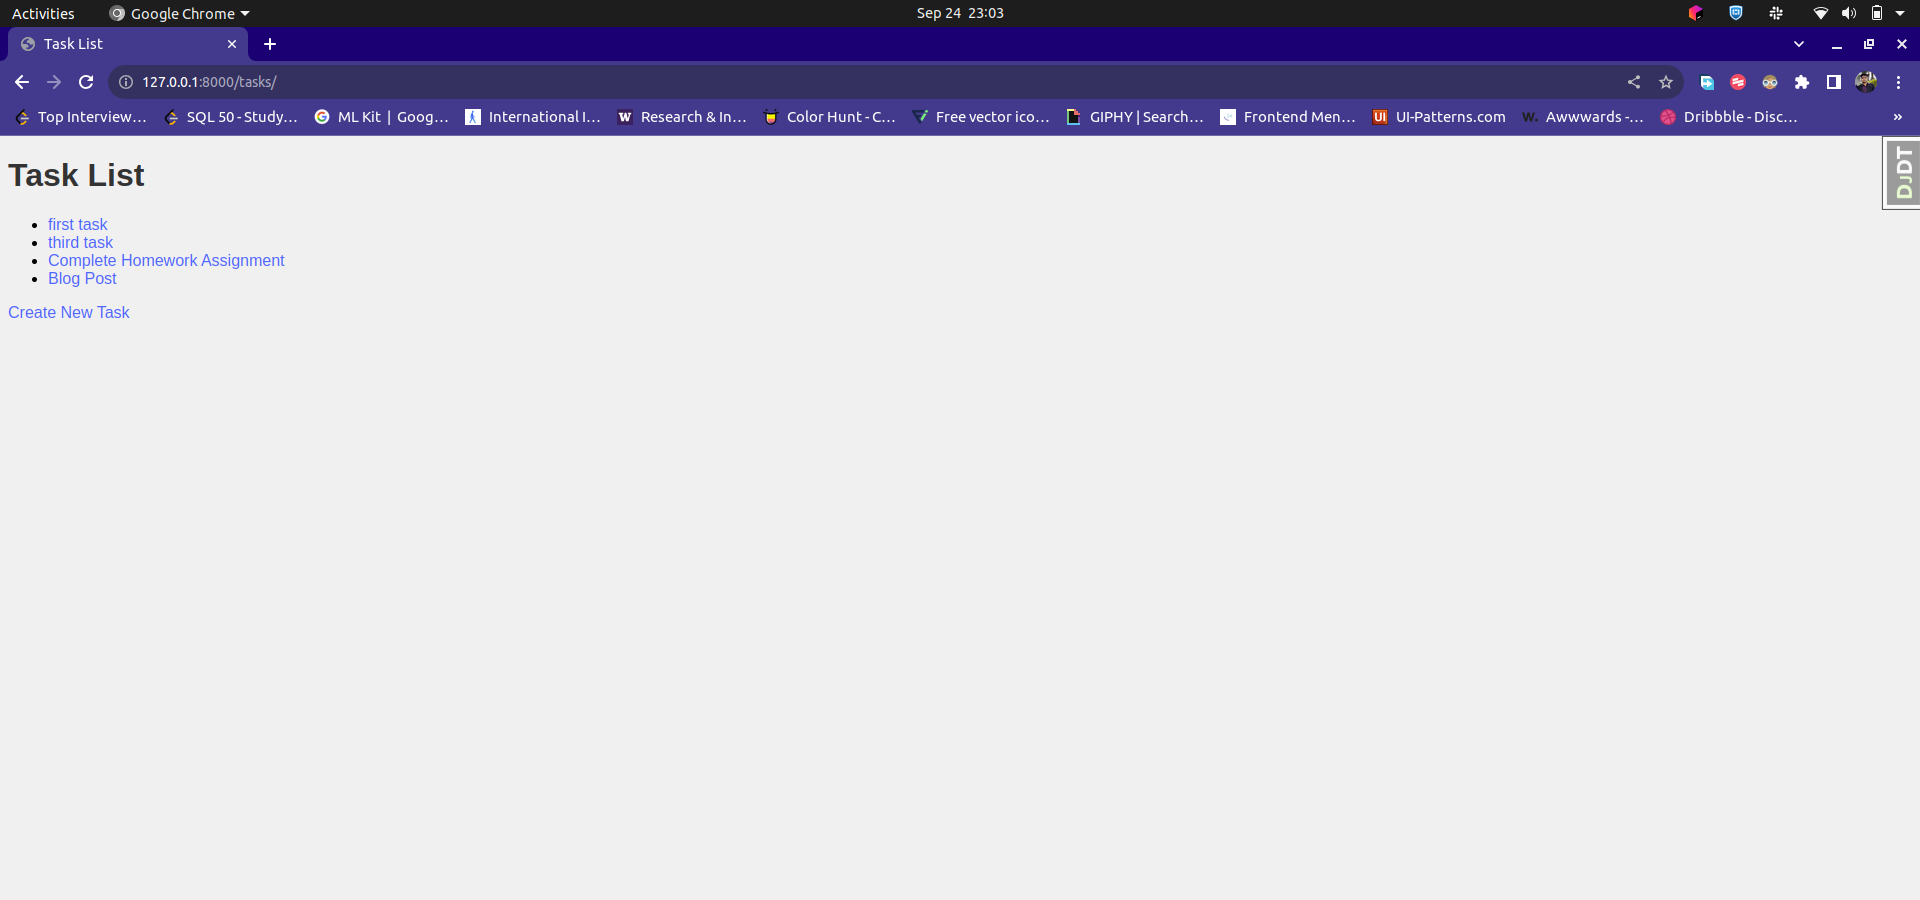 Activities Google Chrome Sep 24 23:03
Task List
127.0.0.1:8000/tasks/
Top Interview... SQL 50 - Study... ML Kit | Goog... International I... W Research & In... Color Hunt - C... Free vector ico... GIPHY | Search... Frontend Men... UI UI-Patterns.com W. Awwwards -... Dribbble - Disc... »
Task List
DJDT
first task
third task
Complete Homework Assignment
Blog Post
Create New Task